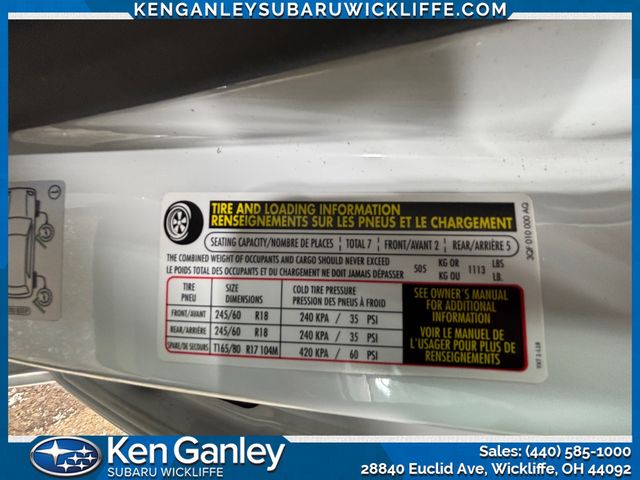 KENGANLEYSUBARUWICKLIFFE.COM
TIRE AND LOADING INFORMATION
RENSEIGNEMENTS SUR LES PNEUS ET LE CHARGEMENT
SEATING CAPACITY/NOMBRE DE PLACES TOTAL 7 FRONT/AVANT 2 REAR/ARRIÈRE 5
THE COMBINED WEIGHT OF OCCUPANTS AND CARGO SHOULD NEVER EXCEED
LE POIDS TOTAL DES OCCUPANTS ET DU CHARGEMENT NE DOIT JAMAIS DÉPASSER
505 KG OR 1113 LBS
KG OU LB.
TIRE SIZE COLD TIRE PRESSURE
PNEU DIMENSIONS PRESSION DES PNEUS À FROID
FRONT/AVANT 245/60 R18 240 KPA / 35 PSI
REAR/ARRIÈRE 245/60 R18 240 KPA / 35 PSI
SPARE/DE SECOURS T165/80 R17 104M 420 KPA / 60 PSI
SEE OWNER'S MANUAL
FOR ADDITIONAL
INFORMATION
VOIR LE MANUEL DE
L'USAGER POUR PLUS DE
RENSEIGNEMENTS
3QF 010 000 AQ
Ken Ganley
SUBARU WICKLIFFE
Sales: (440) 585-1000
28840 Euclid Ave, Wickliffe, OH 44092